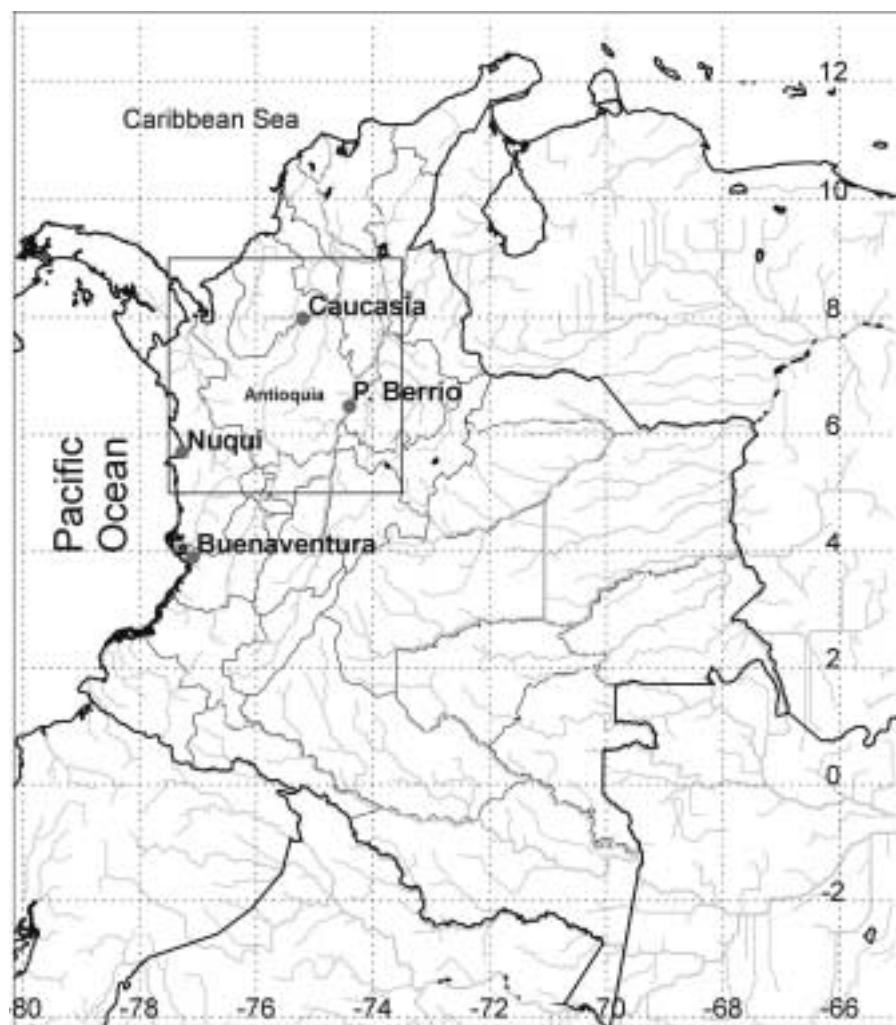 12
Caribbean Sea
10
Caucasia
8
Antioquia
P. Berrio
6
Nuqui
Pacific
Ocean
Buenaventura
4
2
0
-2
-80
-78
-76
-74
-72
-70
-68
-66